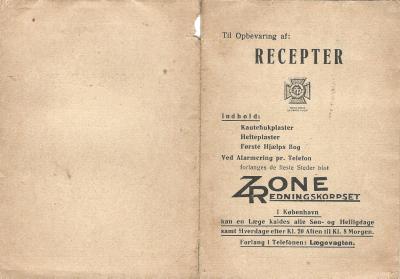 Til Opbevaring af:
RECEPTER
Indhold:
Kautschukplaster
Hefteplaster
Første Hjælps Bog
Ved Alarmering pr. Telefon
forlanges de fleste Steder blot
ZONE
REDNINGSKORPSET
I København
kan en Læge kaldes alle Søn- og Helligdage
samt Hverdage efter Kl. 20 Aften til Kl. 8 Morgen.
Forlang i Telefonen: Lægevagten.